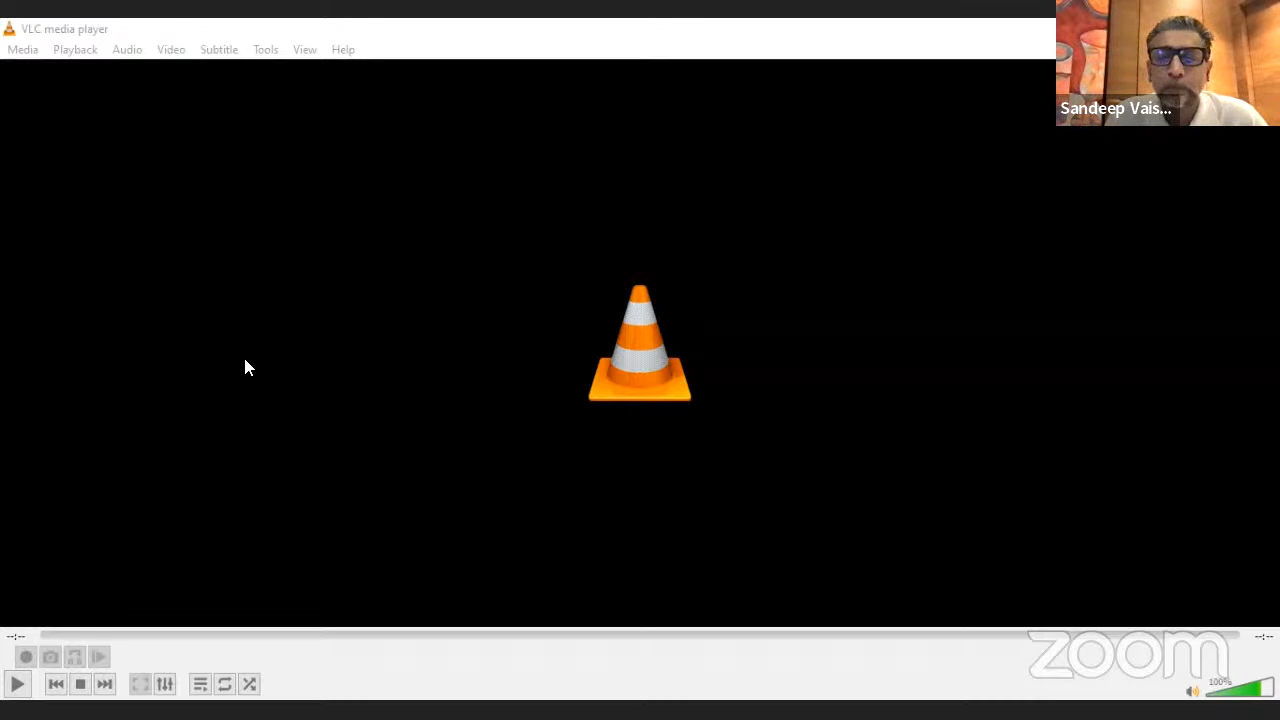 VLC media player
Media Playback Audio Video Subtitle Tools View Help
Sandeep Vais...
--:-- --:--
zoom
100%